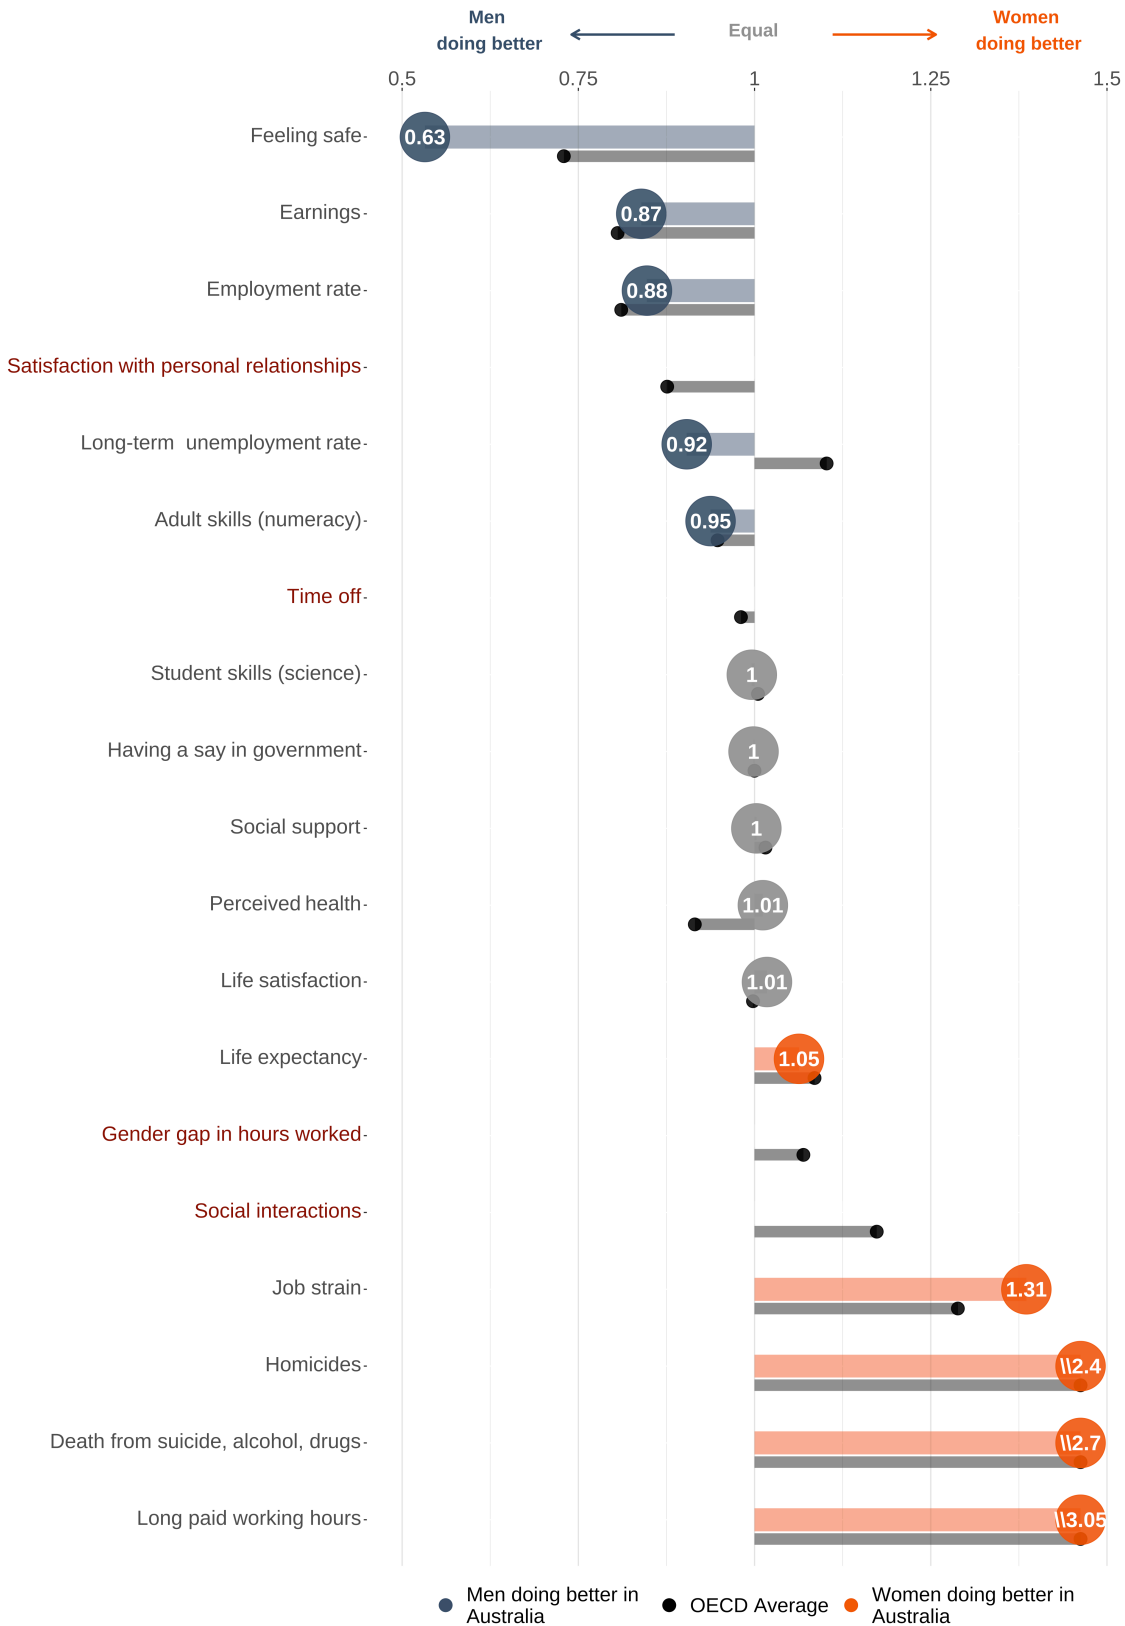 Men
doing better
Equal
Women
doing better
0.5 0.75 1 1.25 1.5
Feeling safe 0.63
Earnings 0.87
Employment rate 0.88
Satisfaction with personal relationships
Long-term unemployment rate 0.92
Adult skills (numeracy) 0.95
Time off
Student skills (science) 1
Having a say in government 1
Social support 1
Perceived health 1.01
Life satisfaction 1.01
Life expectancy 1.05
Gender gap in hours worked
Social interactions
Job strain 1.31
Homicides \\2.4
Death from suicide, alcohol, drugs \\2.7
Long paid working hours \\3.05
Men doing better in
Australia
OECD Average
Women doing better in
Australia